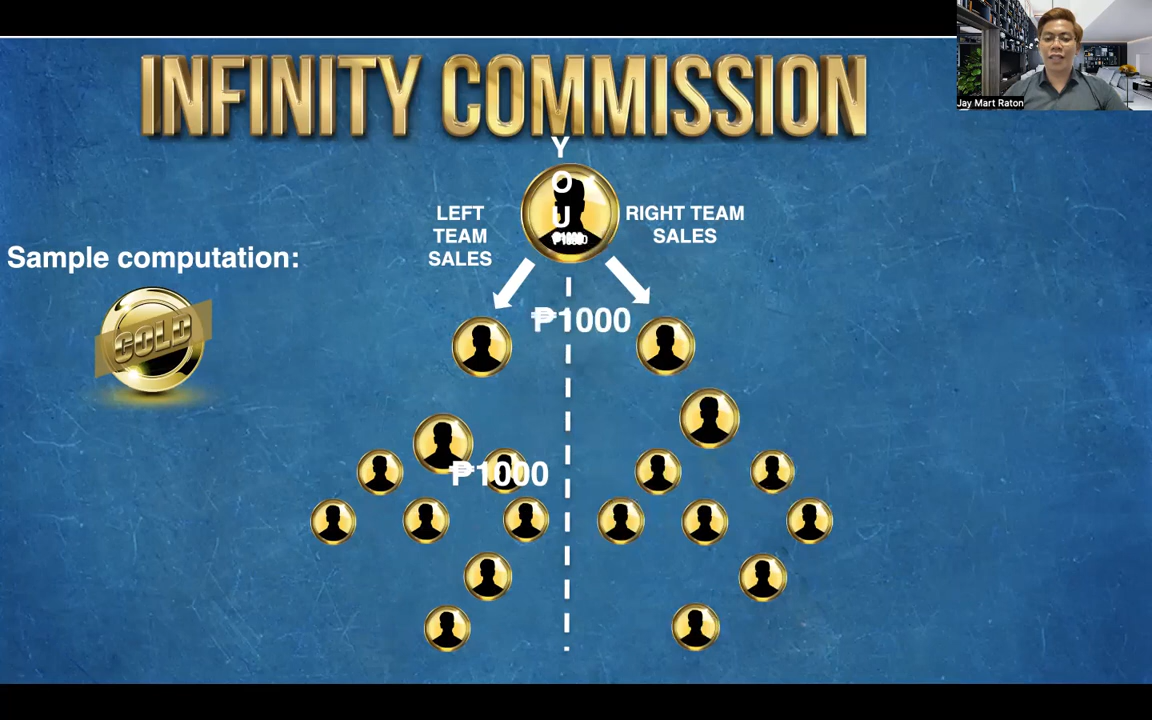 INFINITY COMMISSION
Jay Mart Raton
Y
O
U
LEFT
TEAM
SALES
RIGHT TEAM
SALES
Sample computation:
GOLD
₱1000
₱1000